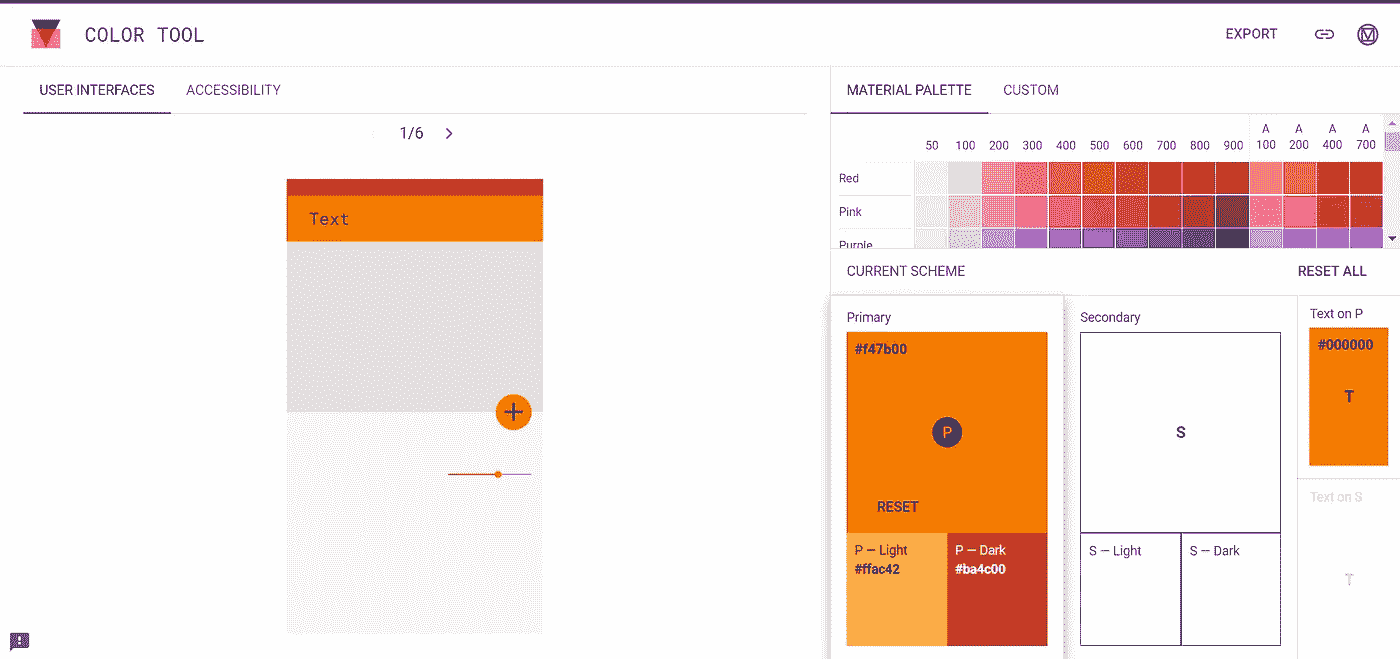 COLOR TOOL
EXPORT
USER INTERFACES ACCESSIBILITY
1/6
Text
MATERIAL PALETTE CUSTOM
50 100 200 300 400 500 600 700 800 900 A 100 A 200 A 400 A 700
Red
Pink
Purple
CURRENT SCHEME RESET ALL
Primary
#f47b00
P
RESET
P — Light
#ffac42
P — Dark
#ba4c00
Secondary
S
S — Light
S — Dark
Text on P
#000000
T
Text on S
T